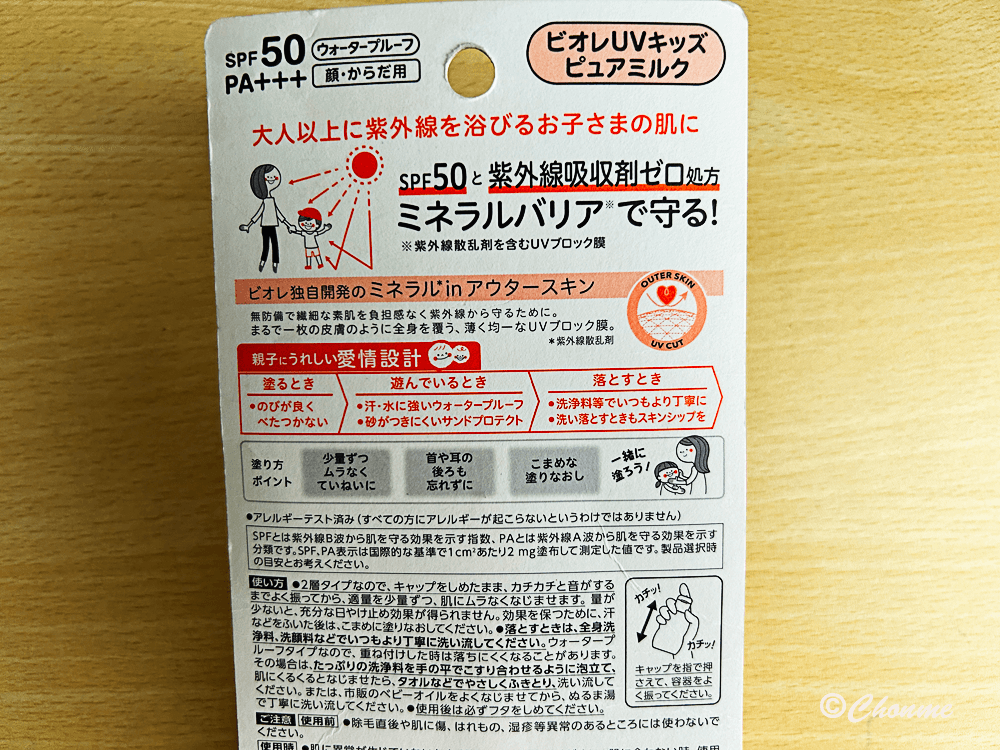 SPF50 ウォータープルーフ
PA+++ 顔・からだ用
ビオレUVキッズ
ピュアミルク
大人以上に紫外線を浴びるお子さまの肌に
SPF50と紫外線吸収剤ゼロ処方
ミネラルバリア※で守る!
※紫外線散乱剤を含むUVブロック膜
ビオレ独自開発のミネラル*inアウタースキン
OUTER SKIN
UV CUT
無防備で繊細な素肌を負担感なく紫外線から守るために。
まるで一枚の皮膚のように全身を覆う、薄く均一なUVブロック膜。
*紫外線散乱剤
親子にうれしい愛情設計
塗るとき
•のびが良く
べたつかない
遊んでいるとき
•汗・水に強いウォータープルーフ
•砂がつきにくいサンドプロテクト
落とすとき
•洗浄料等でいつもより丁寧に
•洗い落とすときもスキンシップを
塗り方
ポイント
少量ずつ
ムラなく
ていねいに
首や耳の
後ろも
忘れずに
こまめな
塗りなおし
一緒に
塗ろう!
•アレルギーテスト済み(すべての方にアレルギーが起こらないというわけではありません)
SPFとは紫外線B波から肌を守る効果を示す指数、PAとは紫外線A波から肌を守る効果を示す
分類です。SPF、PA表示は国際的な基準で1cm²あたり2 mg塗布して測定した値です。製品選択時
の目安とお考えください。
使い方 •2層タイプなので、キャップをしめたまま、カチカチと音がする
までよく振ってから、適量を少量ずつ、肌にムラなくなじませます。量が
少ないと、充分な日やけ止め効果が得られません。効果を保つために、汗
などをふいた後は、こまめに塗りなおしてください。•落とすときは、全身洗
浄料、洗顔料などでいつもより丁寧に洗い流してください。ウォータープ
ルーフタイプなので、重ね付けした時は落ちにくくなることがあります。
その場合は、たっぷりの洗浄料を手の平でこすり合わせるように泡立て、
肌にくるくるとなじませたら、タオルなどでやさしくふきとり、洗い流して
ください。または、市販のベビーオイルをよくなじませてから、ぬるま湯
で丁寧に洗い流してください。•使用後は必ずフタをしめてください。
カチッ!
カチッ!
キャップを指で押
さえて、容器をよ
く振ってください。
ご注意 使用前 •除毛直後や肌に傷、はれもの、湿疹等異常のあるところには使わないで
ください。
使用時
©Chonmc